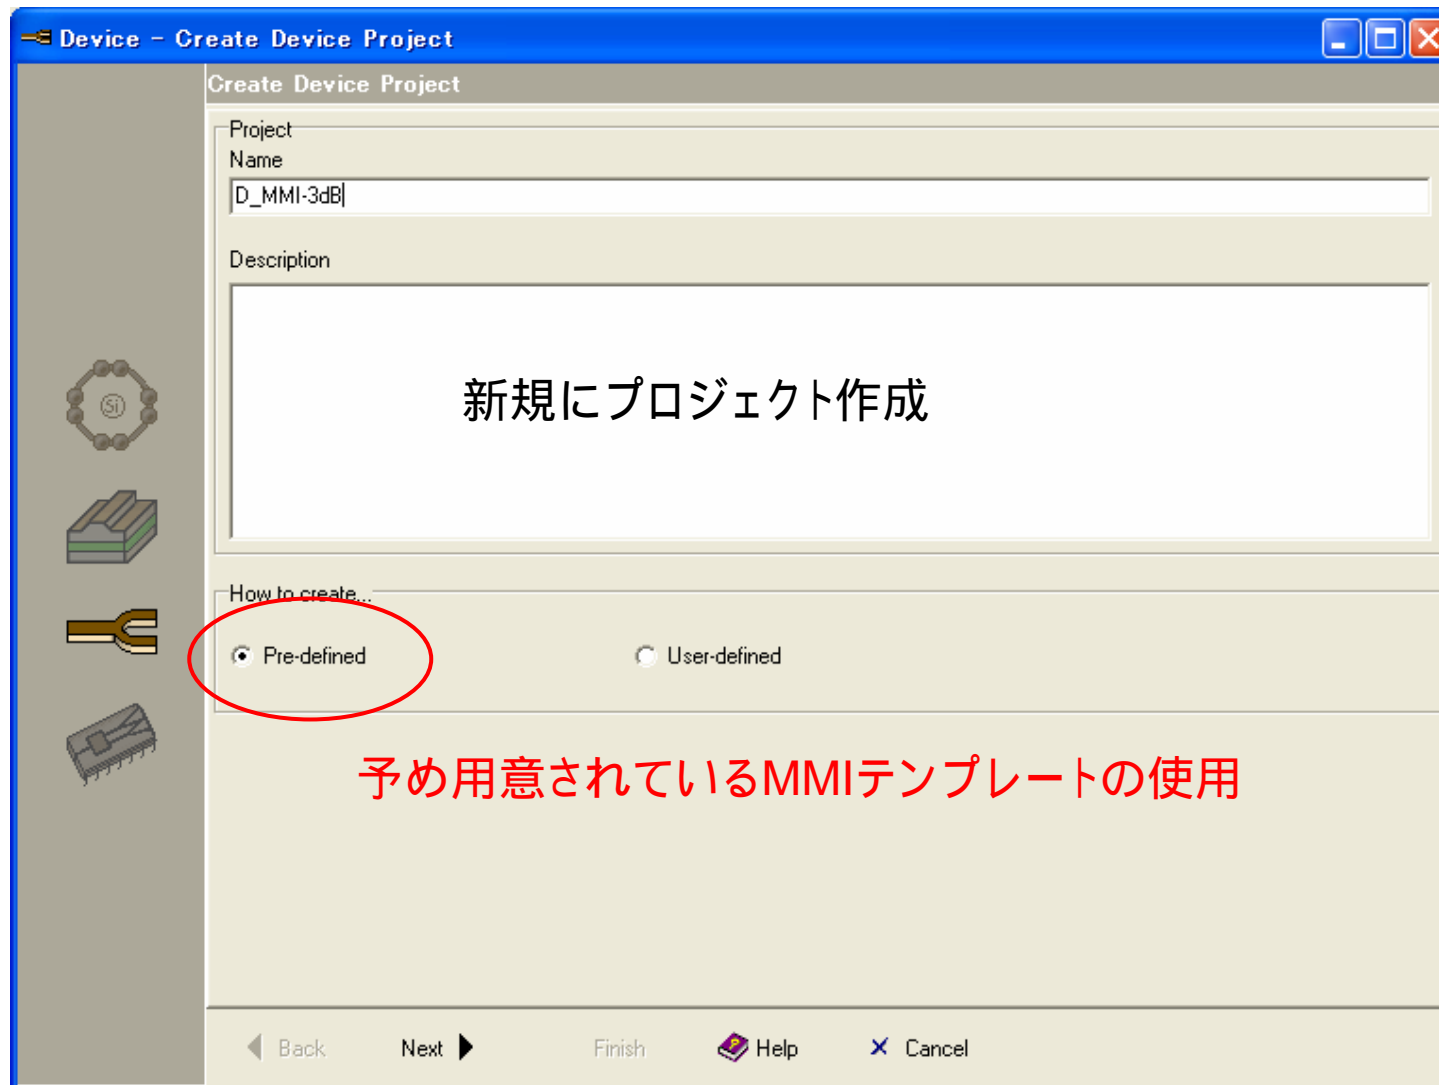 Device - Create Device Project
Create Device Project
Project
Name
D_MMI-3dB
Description
新規にプロジェクト作成
Si
How to create...
Pre-defined
User-defined
予め用意されているMMIテンプレートの使用
Back
Next
Finish
Help
Cancel